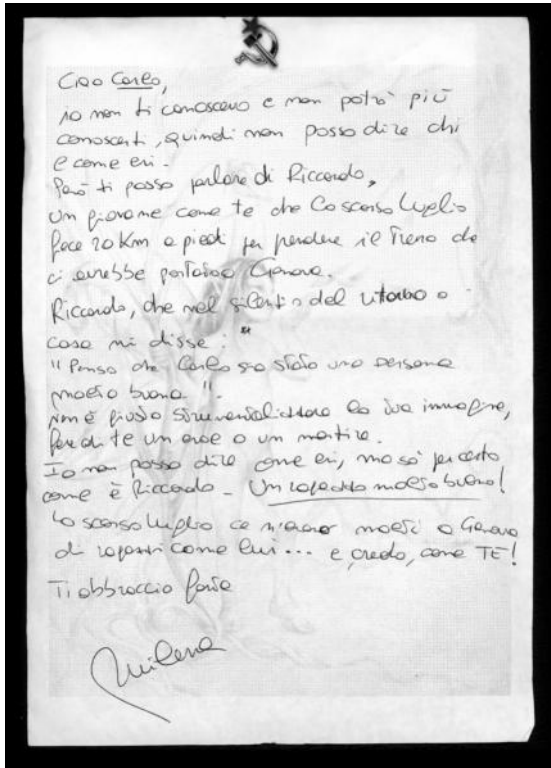 Ciao Carlo,
io non ti conoscevo e non potrò più
conoscerti, quindi non posso dire chi
e come eri.
Però ti posso parlare di Riccardo,
un giovane come te che lo scorso luglio
fece 20 Km a piedi per prendere il treno che
ci avrebbe portato a Genova.
Riccardo, che nel silenzio del ritorno a
casa mi disse: "
"Penso che Carlo sia stato una persona
molto buona".
Non è giusto strumentalizzare la tua immagine,
fare di te un eroe o un martire.
Io non posso dire come eri, ma so per certo
come è Riccardo - Un ragazzo molto buono!
Lo scorso luglio ce n'erano molti a Genova
di ragazzi come lui... e, credo, come TE!
Ti abbraccio forte
Milena